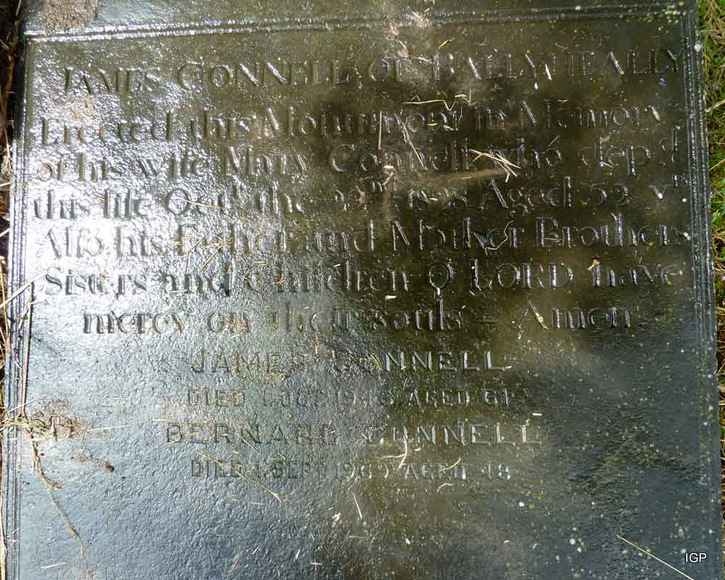 JAMES CONNELL OF BALLYHEALLY
Erected this Monument in Memory
of his wife Mary Connell who dep.d
this life Oct.r the Aged 52 y.rs
Also his Father and Mother Brothers
Sisters and Children O LORD have
mercy on their souls - Amen.
JAMES CONNELL
DIED 1 OCT AGED
BERNARD CONNELL
DIED SEPT AGED 48
IGP